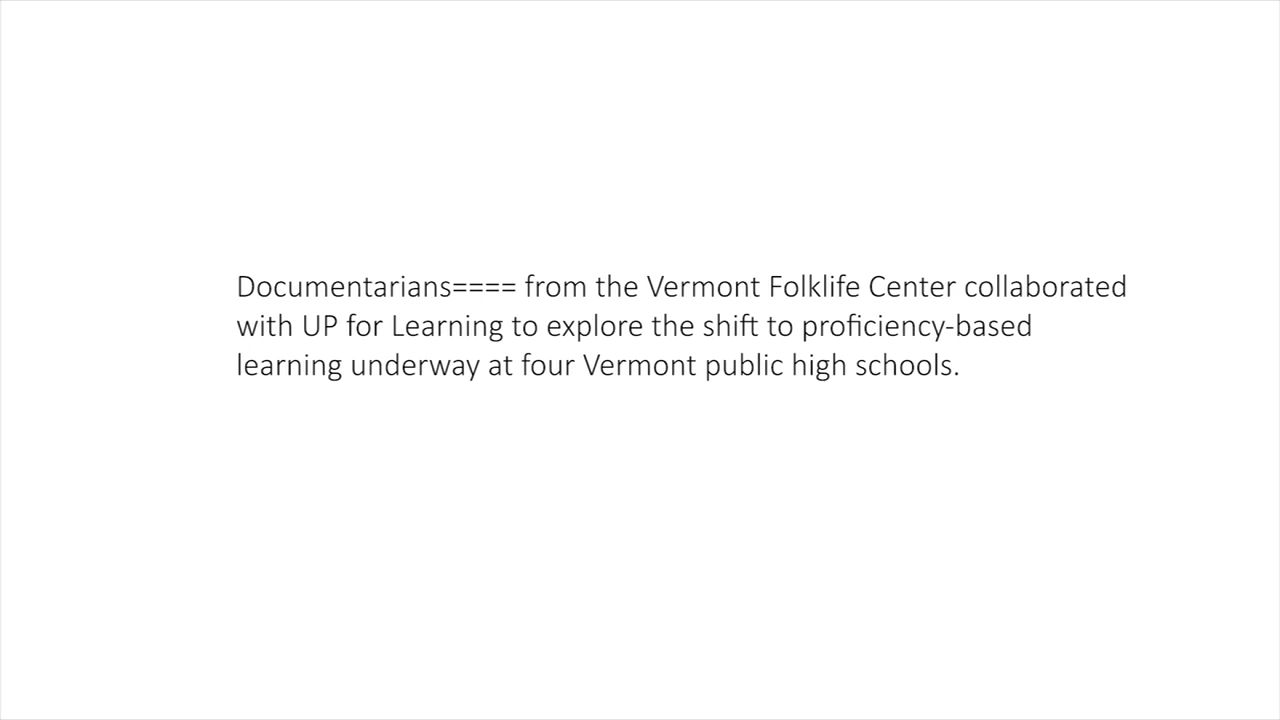 Documentarians==== from the Vermont Folklife Center collaborated
with UP for Learning to explore the shift to proficiency-based
learning underway at four Vermont public high schools.